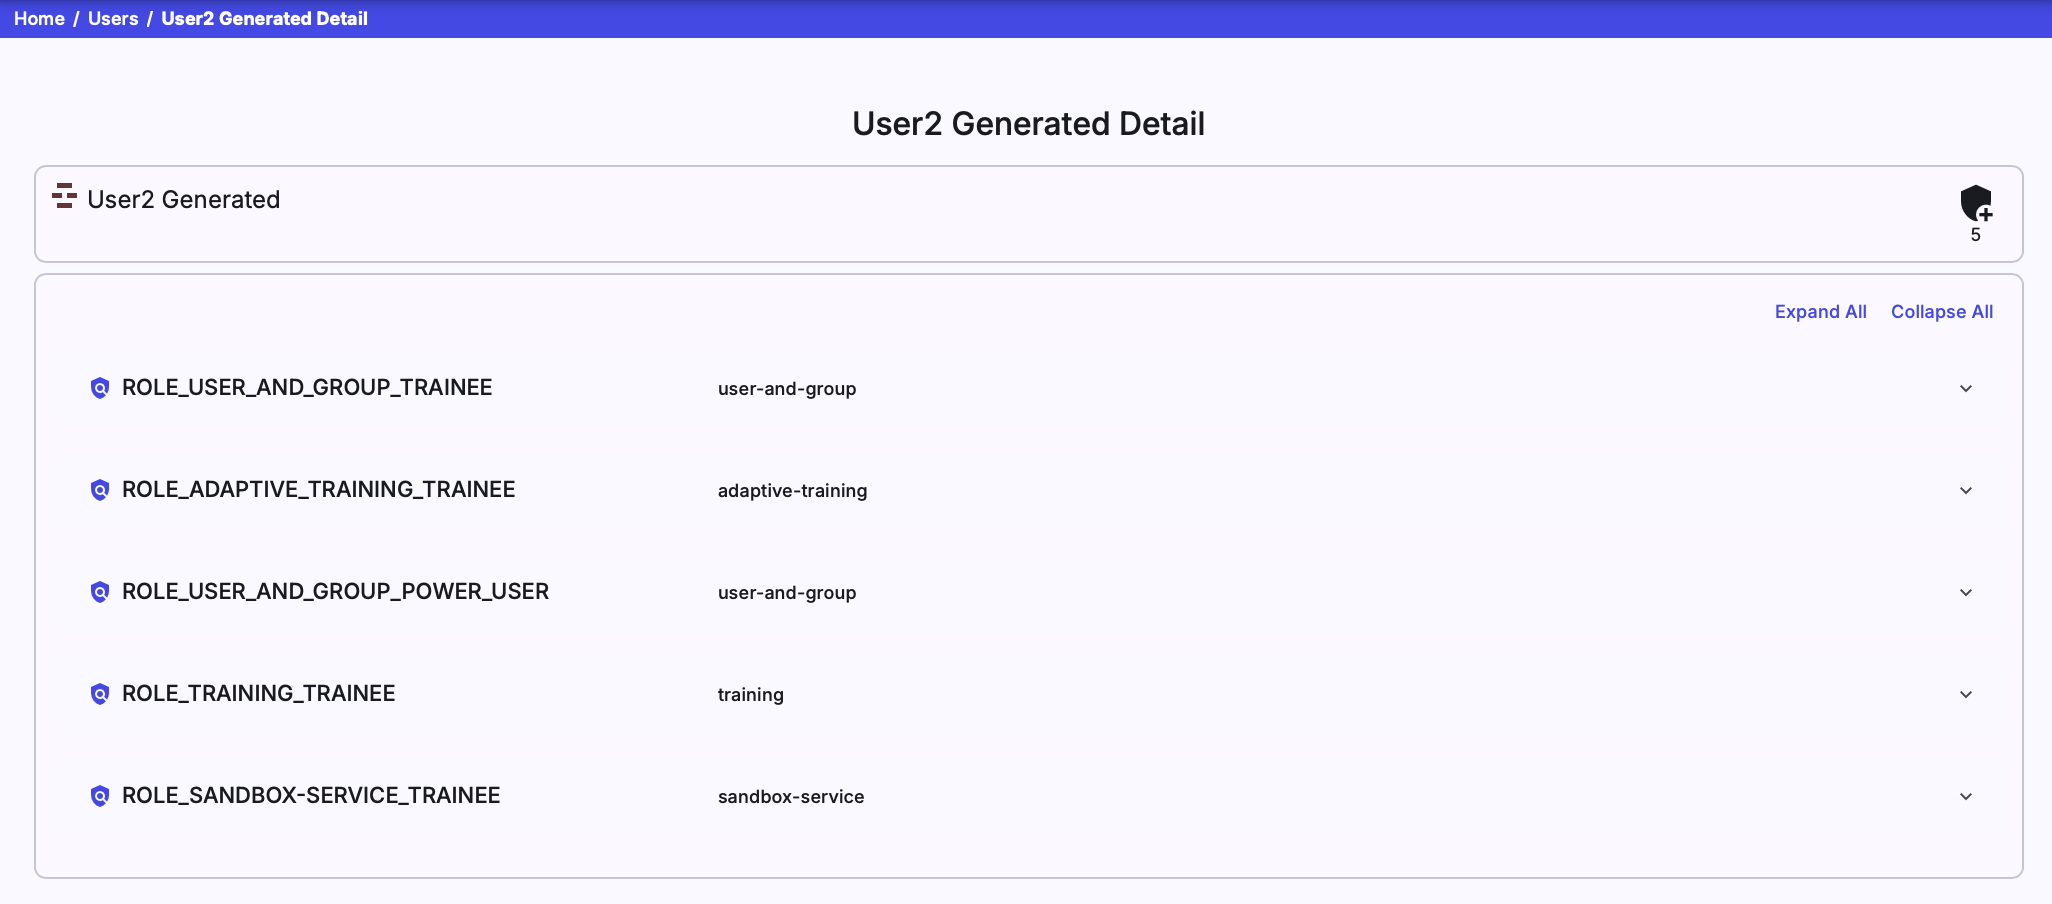 Home / Users / User2 Generated Detail
User2 Generated Detail
User2 Generated
5
Expand All Collapse All
ROLE_USER_AND_GROUP_TRAINEE user-and-group
ROLE_ADAPTIVE_TRAINING_TRAINEE adaptive-training
ROLE_USER_AND_GROUP_POWER_USER user-and-group
ROLE_TRAINING_TRAINEE training
ROLE_SANDBOX-SERVICE_TRAINEE sandbox-service